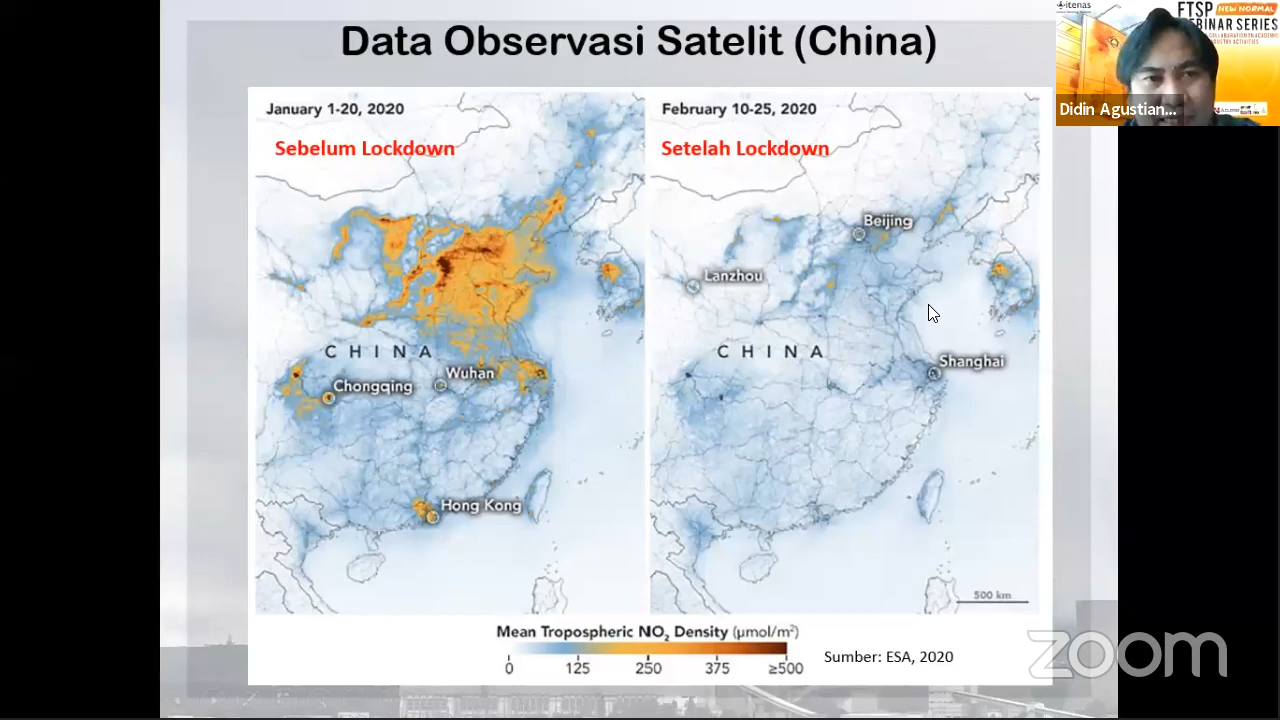 Data Observasi Satelit (China)
January 1-20, 2020
Sebelum Lockdown
CHINA
Chongqing
Wuhan
Hong Kong
February 10-25, 2020
Setelah Lockdown
Beijing
Lanzhou
CHINA
Shanghai
500 km
Mean Tropospheric NO₂ Density (µmol/m²)
0 125 250 375 ≥500
Sumber: ESA, 2020
itenas
FTSP NEW NORMAL
Didin Agustian...
zoom